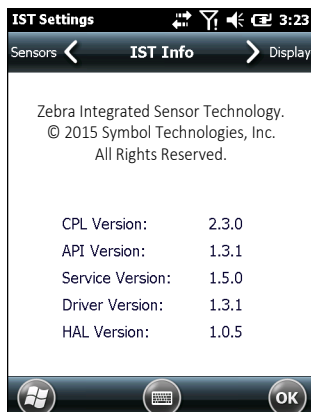 IST Settings 3:23
Sensors IST Info Display
Zebra Integrated Sensor Technology.
© 2015 Symbol Technologies, Inc.
All Rights Reserved.
CPL Version: 2.3.0
API Version: 1.3.1
Service Version: 1.5.0
Driver Version: 1.3.1
HAL Version: 1.0.5
OK